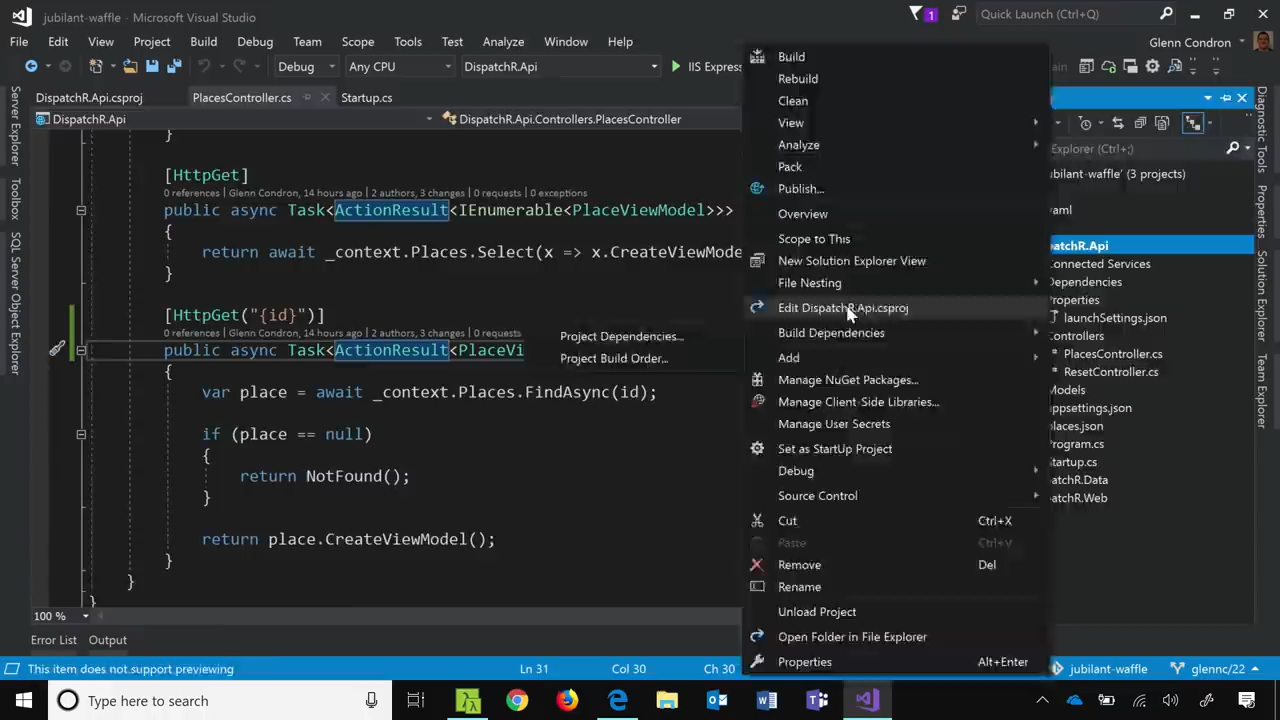 jubilant-waffle - Microsoft Visual Studio
1
Quick Launch (Ctrl+Q)
File Edit View Project Build Debug Team Scope Tools Test Analyze Window Help
Glenn Condron
Debug Any CPU DispatchR.Api IIS Express
DispatchR.Api.csproj PlacesController.cs Startup.cs
DispatchR.Api DispatchR.Api.Controllers.PlacesController
Server Explorer
Toolbox
SQL Server Object Explorer
}
[HttpGet]
0 references | Glenn Condron, 14 hours ago | 2 authors, 3 changes | 0 requests | 0 exceptions
public async Task<ActionResult<IEnumerable<PlaceViewModel>>>
{
return await _context.Places.Select(x => x.CreateViewMode
}
[HttpGet("{id}")]
0 references | Glenn Condron, 14 hours ago | 2 authors, 3 changes | 0 requests
public async Task<ActionResult<PlaceVi
{
var place = await _context.Places.FindAsync(id);
if (place == null)
{
return NotFound();
}
return place.CreateViewModel();
}
}
}
100 %
Project Dependencies...
Project Build Order...
Build
Rebuild
Clean
View
Analyze
Pack
Publish...
Overview
Scope to This
New Solution Explorer View
File Nesting
Edit DispatchR.Api.csproj
Build Dependencies
Add
Manage NuGet Packages...
Manage Client-Side Libraries...
Manage User Secrets
Set as StartUp Project
Debug
Source Control
Cut Ctrl+X
Paste Ctrl+V
Remove Del
Rename
Unload Project
Open Folder in File Explorer
Properties Alt+Enter
Explorer (Ctrl+;)
ubilant-waffle' (3 projects)
yaml
patchR.Api
Connected Services
Dependencies
Properties
launchSettings.json
Controllers
PlacesController.cs
ResetController.cs
Models
appsettings.json
places.json
Program.cs
Startup.cs
patchR.Data
patchR.Web
Diagnostic Tools
Notifications
Team Explorer
Error List Output
This item does not support previewing Ln 31 Col 30 Ch 30 jubilant-waffle glennc/22
Type here to search